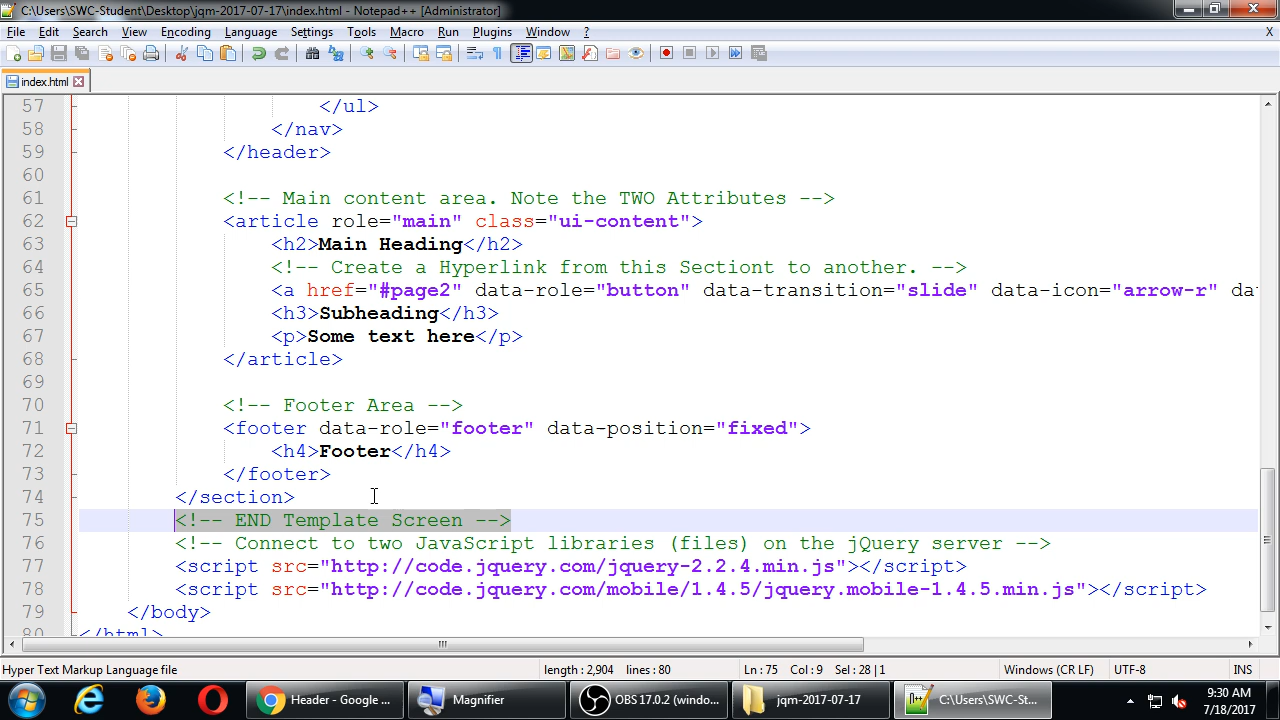 C:\Users\SWC-Student\Desktop\jqm-2017-07-17\index.html - Notepad++ [Administrator]
File Edit Search View Encoding Language Settings Tools Macro Run Plugins Window ? X
index.html
57 </ul>
58 </nav>
59 </header>
60
61 <!-- Main content area. Note the TWO Attributes -->
62 <article role="main" class="ui-content">
63 <h2>Main Heading</h2>
64 <!-- Create a Hyperlink from this Sectiont to another. -->
65 <a href="#page2" data-role="button" data-transition="slide" data-icon="arrow-r" da
66 <h3>Subheading</h3>
67 <p>Some text here</p>
68 </article>
69
70 <!-- Footer Area -->
71 <footer data-role="footer" data-position="fixed">
72 <h4>Footer</h4>
73 </footer>
74 </section>
75 <!-- END Template Screen -->
76 <!-- Connect to two JavaScript libraries (files) on the jQuery server -->
77 <script src="http://code.jquery.com/jquery-2.2.4.min.js"></script>
78 <script src="http://code.jquery.com/mobile/1.4.5/jquery.mobile-1.4.5.min.js"></script>
79 </body>
80 </html>
Hyper Text Markup Language file length : 2,904 lines : 80 Ln : 75 Col : 9 Sel : 28 | 1 Windows (CR LF) UTF-8 INS
Header - Google ... Magnifier OBS 17.0.2 (windo... jqm-2017-07-17 C:\Users\SWC-St... 9:30 AM
7/18/2017